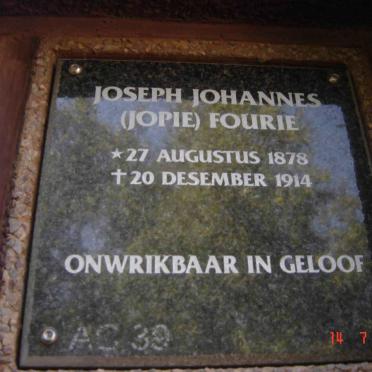 JOSEPH JOHANNES
(JOPIE) FOURIE
★27 AUGUSTUS 1878
†20 DESEMBER 1914
ONWRIKBAAR IN GELOOF
AC 39
14 7